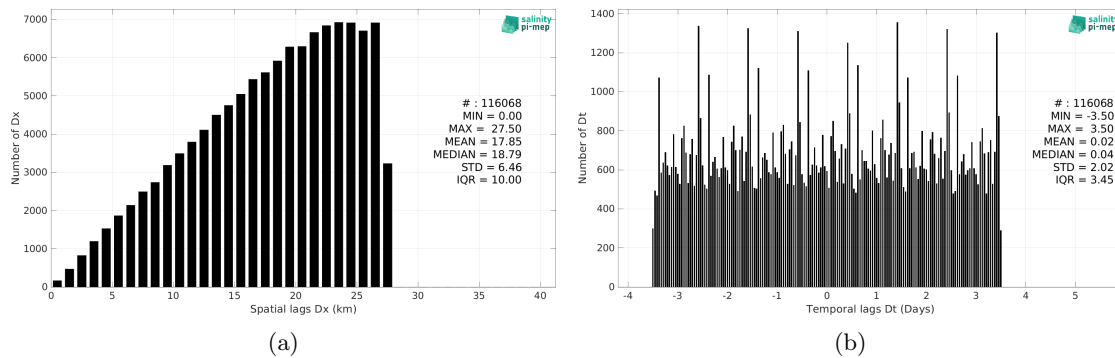 7000
6000
5000
4000
3000
2000
1000
0
Number of Dx
0 5 10 15 20 25 30 35 40
Spatial lags Dx (km)
salinity
pi-mep
# : 116068
MIN = 0.00
MAX = 27.50
MEAN = 17.85
MEDIAN = 18.79
STD = 6.46
IQR = 10.00
(a)
1400
1200
1000
800
600
400
200
0
Number of Dt
-4 -3 -2 -1 0 1 2 3 4 5
Temporal lags Dt (Days)
salinity
pi-mep
# : 116068
MIN = -3.50
MAX = 3.50
MEAN = 0.02
MEDIAN = 0.04
STD = 2.02
IQR = 3.45
(b)